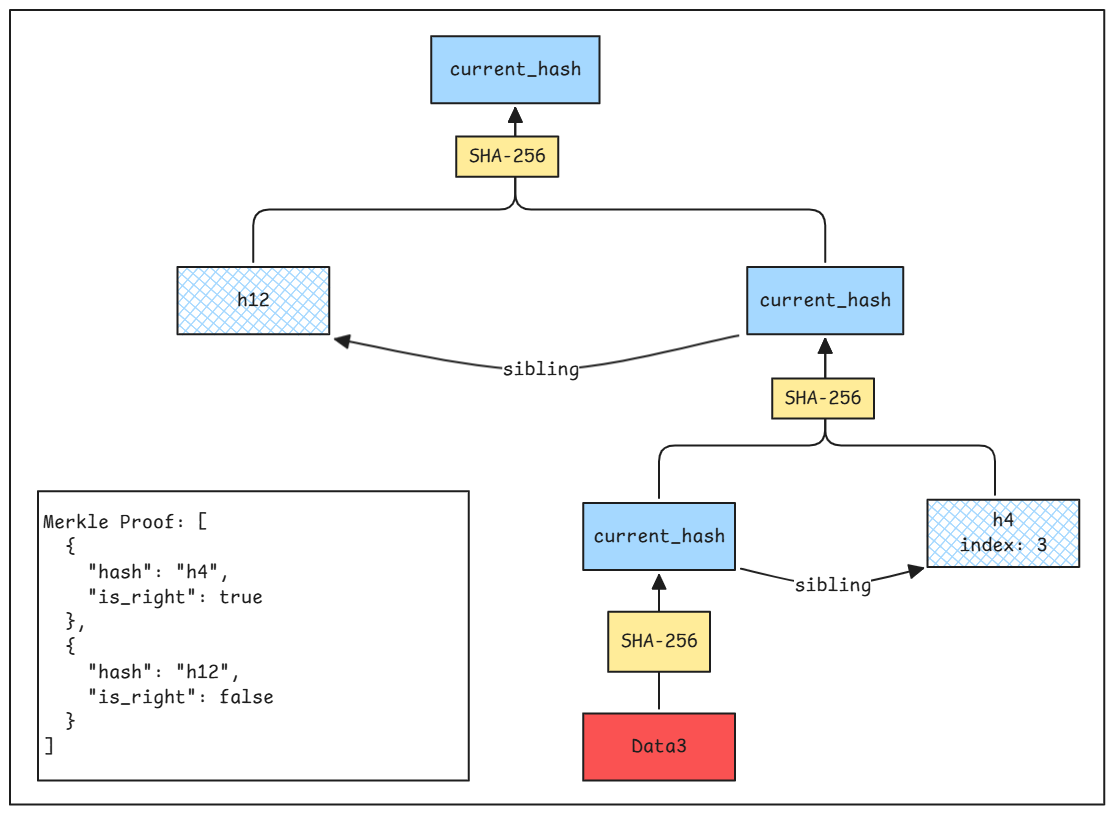 current_hash
SHA-256
h12
current_hash
sibling
SHA-256
current_hash
h4
index: 3
sibling
SHA-256
Data3
Merkle Proof: [
  {
    "hash": "h4",
    "is_right": true
  },
  {
    "hash": "h12",
    "is_right": false
  }
]